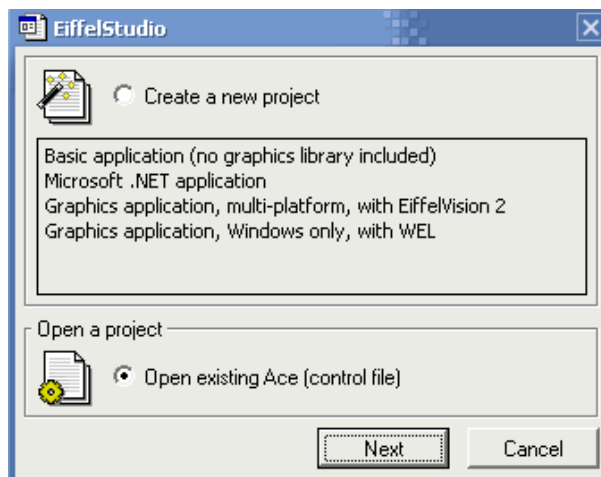 EiffelStudio
Create a new project
Basic application (no graphics library included)
Microsoft .NET application
Graphics application, multi-platform, with EiffelVision 2
Graphics application, Windows only, with WEL
Open a project
Open existing Ace (control file)
Next
Cancel